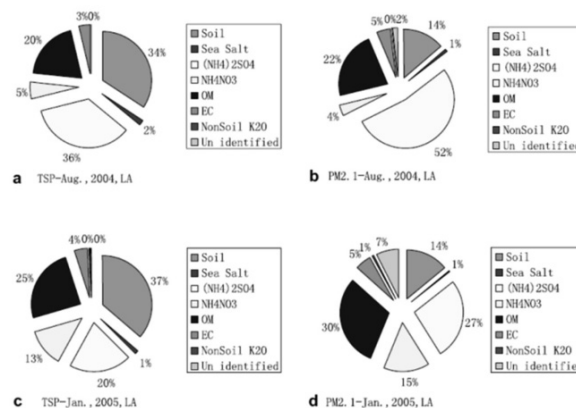 3%0%
34%
2%
36%
5%
20%
Soil
Sea Salt
(NH4)2SO4
NH4NO3
OM
EC
NonSoil K2O
Un identified
a TSP-Aug., 2004, LA
5%0%2%
14%
1%
52%
4%
22%
Soil
Sea Salt
(NH4)2SO4
NH4NO3
OM
EC
NonSoil K2O
Un identified
b PM2.1-Aug., 2004, LA
4%0%0%
37%
1%
20%
13%
25%
Soil
Sea Salt
(NH4)2SO4
NH4NO3
OM
EC
NonSoil K2O
Un identified
c TSP-Jan., 2005, LA
5%1%7%
14%
1%
27%
15%
30%
Soil
Sea Salt
(NH4)2SO4
NH4NO3
OM
EC
NonSoil K2O
Un identified
d PM2.1-Jan., 2005, LA